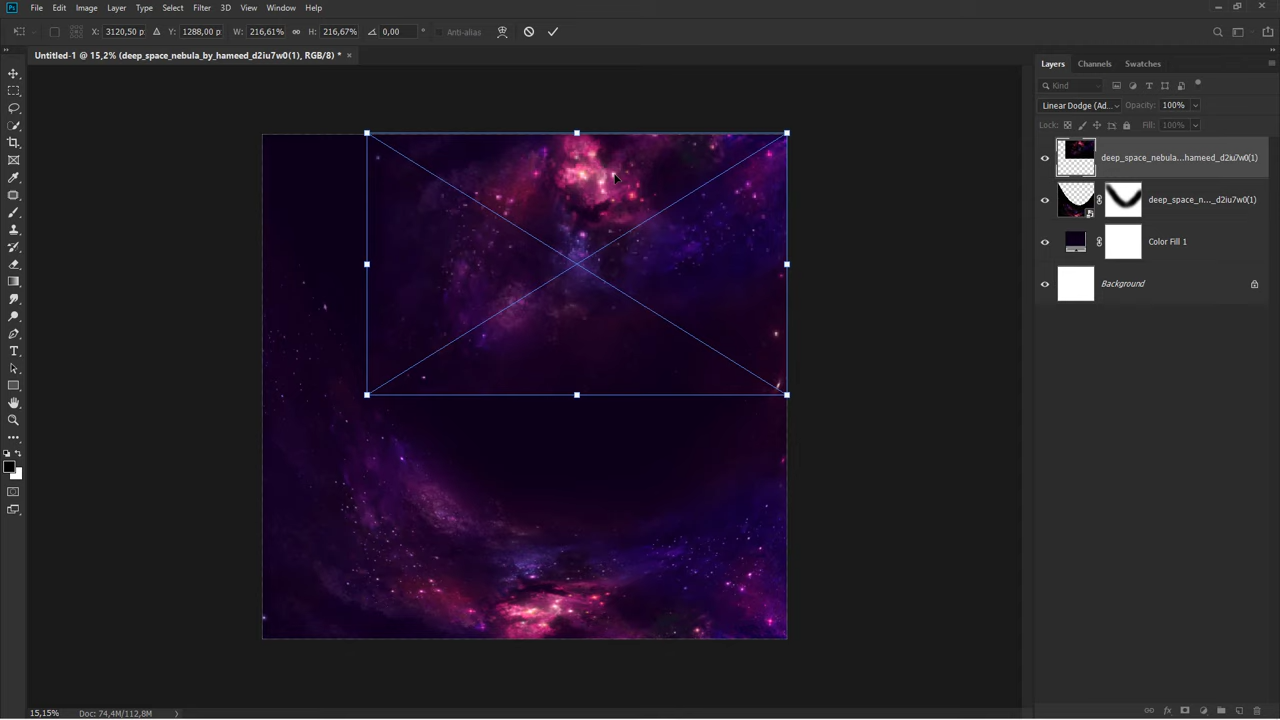 Ps File Edit Image Layer Type Select Filter 3D View Window Help
X: 3120,50 p: Y: 1288,00 p: W: 216,61% H: 216,67% 0,00 ° Anti-alias
Untitled-1 @ 15,2% (deep_space_nebula_by_hameed_d2iu7w0(1), RGB/8) * ×
Layers Channels Swatches
Kind
Linear Dodge (Ad... Opacity: 100%
Lock: Fill: 100%
deep_space_nebula...hameed_d2iu7w0(1)
deep_space_n..._d2iu7w0(1)
Color Fill 1
Background
15,15% Doc: 74,4M/112,8M
fx